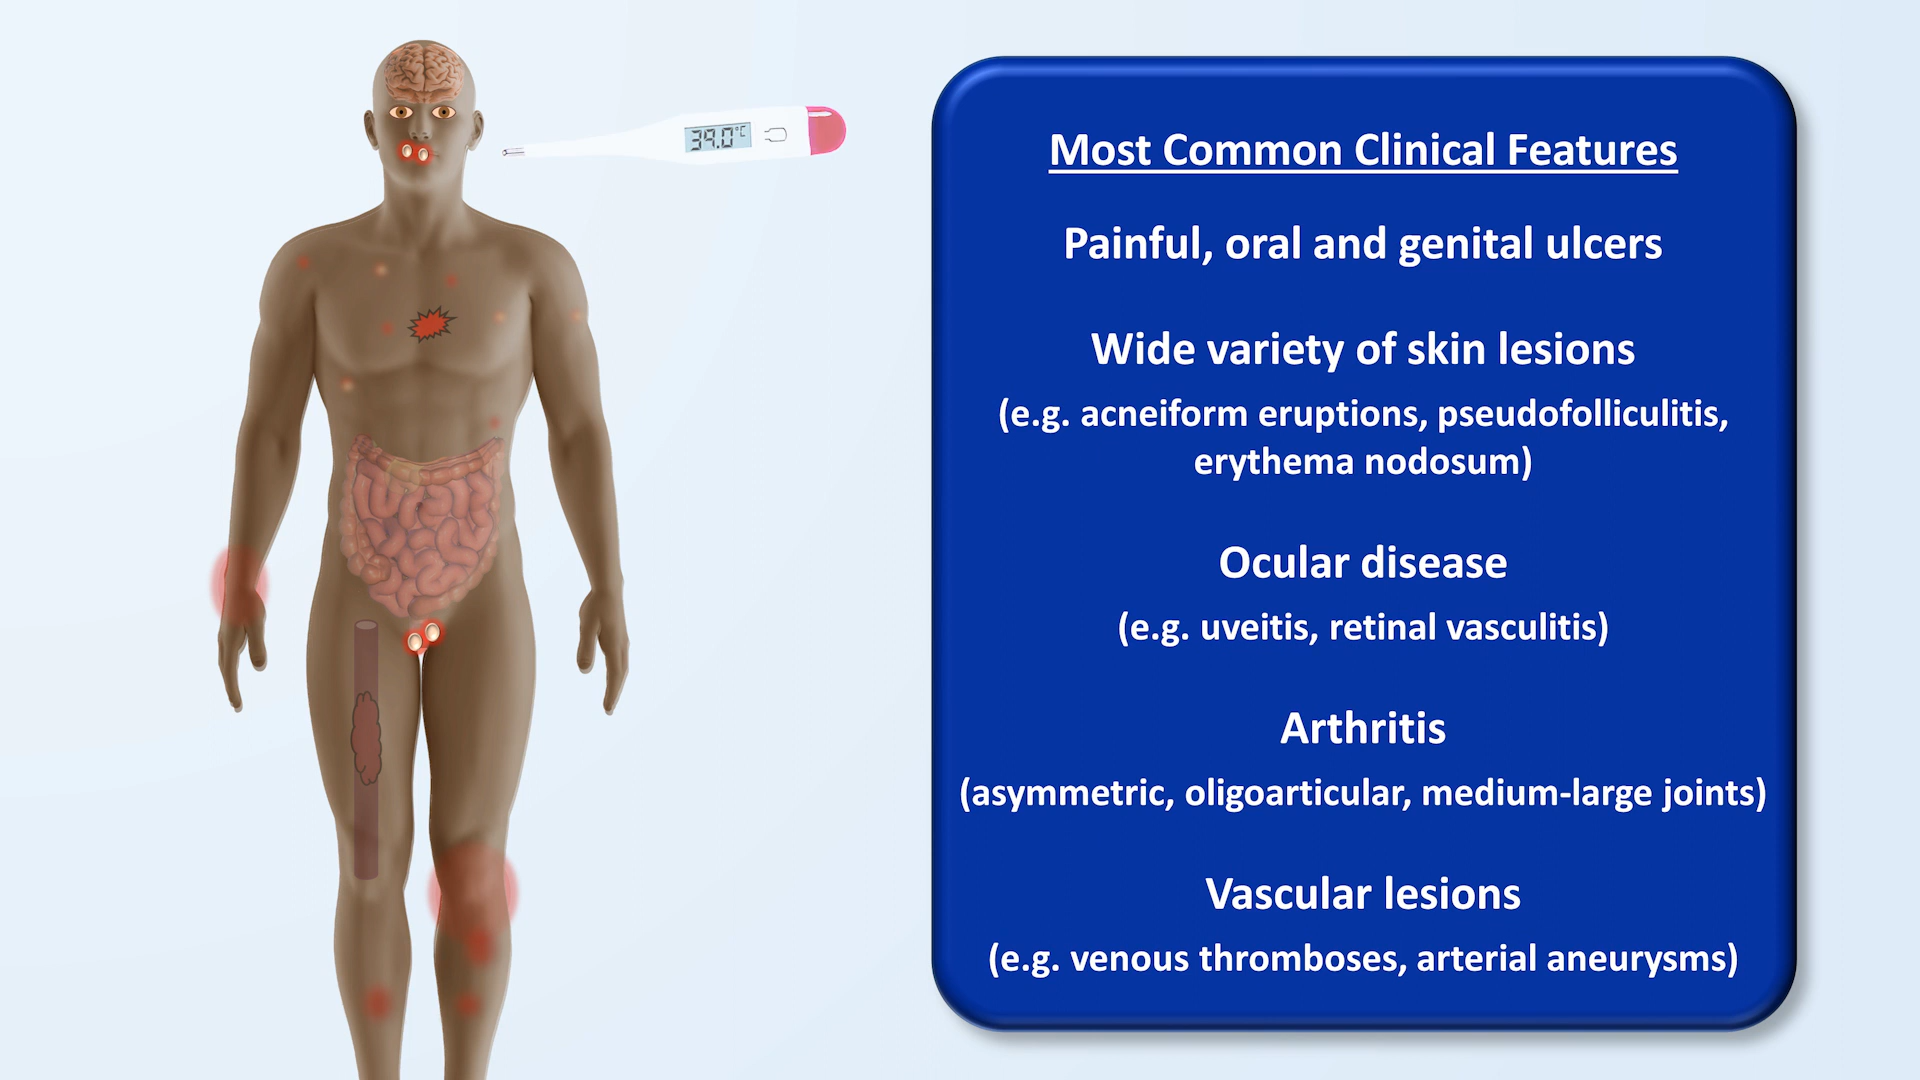 39.0°C
Most Common Clinical Features
Painful, oral and genital ulcers
Wide variety of skin lesions
(e.g. acneiform eruptions, pseudofolliculitis,
erythema nodosum)
Ocular disease
(e.g. uveitis, retinal vasculitis)
Arthritis
(asymmetric, oligoarticular, medium-large joints)
Vascular lesions
(e.g. venous thromboses, arterial aneurysms)